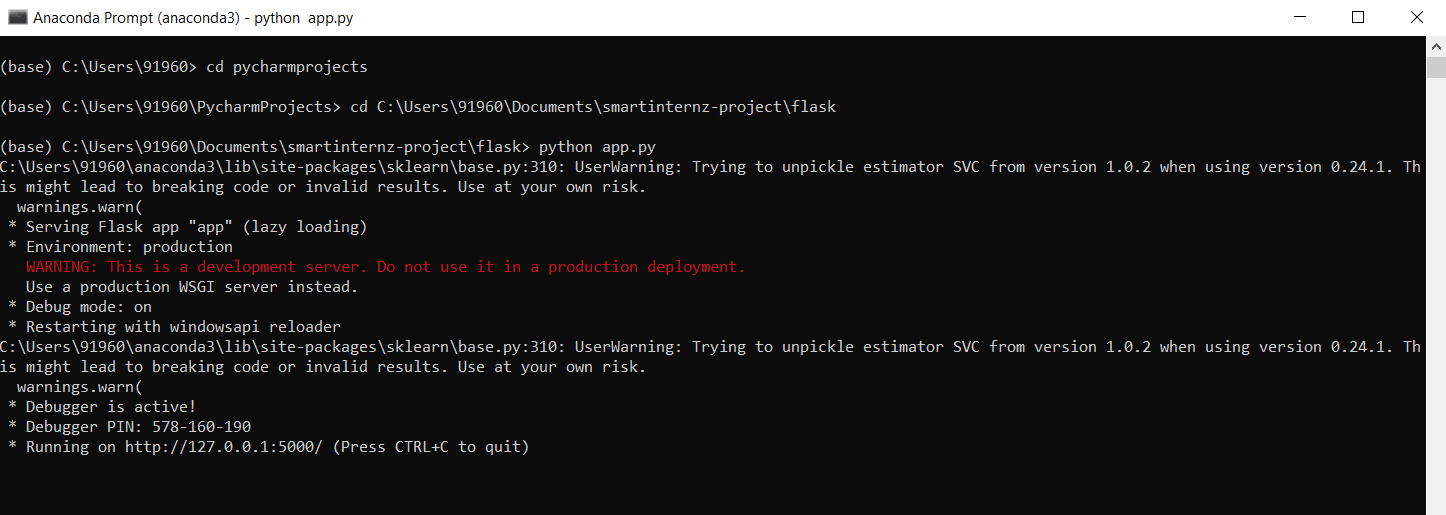 Anaconda Prompt (anaconda3) - python  app.py
(base) C:\Users\91960> cd pycharmprojects
(base) C:\Users\91960\PycharmProjects> cd C:\Users\91960\Documents\smartinternz-project\flask
(base) C:\Users\91960\Documents\smartinternz-project\flask> python app.py
C:\Users\91960\anaconda3\lib\site-packages\sklearn\base.py:310: UserWarning: Trying to unpickle estimator SVC from version 1.0.2 when using version 0.24.1. Th
is might lead to breaking code or invalid results. Use at your own risk.
  warnings.warn(
 * Serving Flask app "app" (lazy loading)
 * Environment: production
   WARNING: This is a development server. Do not use it in a production deployment.
   Use a production WSGI server instead.
 * Debug mode: on
 * Restarting with windowsapi reloader
C:\Users\91960\anaconda3\lib\site-packages\sklearn\base.py:310: UserWarning: Trying to unpickle estimator SVC from version 1.0.2 when using version 0.24.1. Th
is might lead to breaking code or invalid results. Use at your own risk.
  warnings.warn(
 * Debugger is active!
 * Debugger PIN: 578-160-190
 * Running on http://127.0.0.1:5000/ (Press CTRL+C to quit)